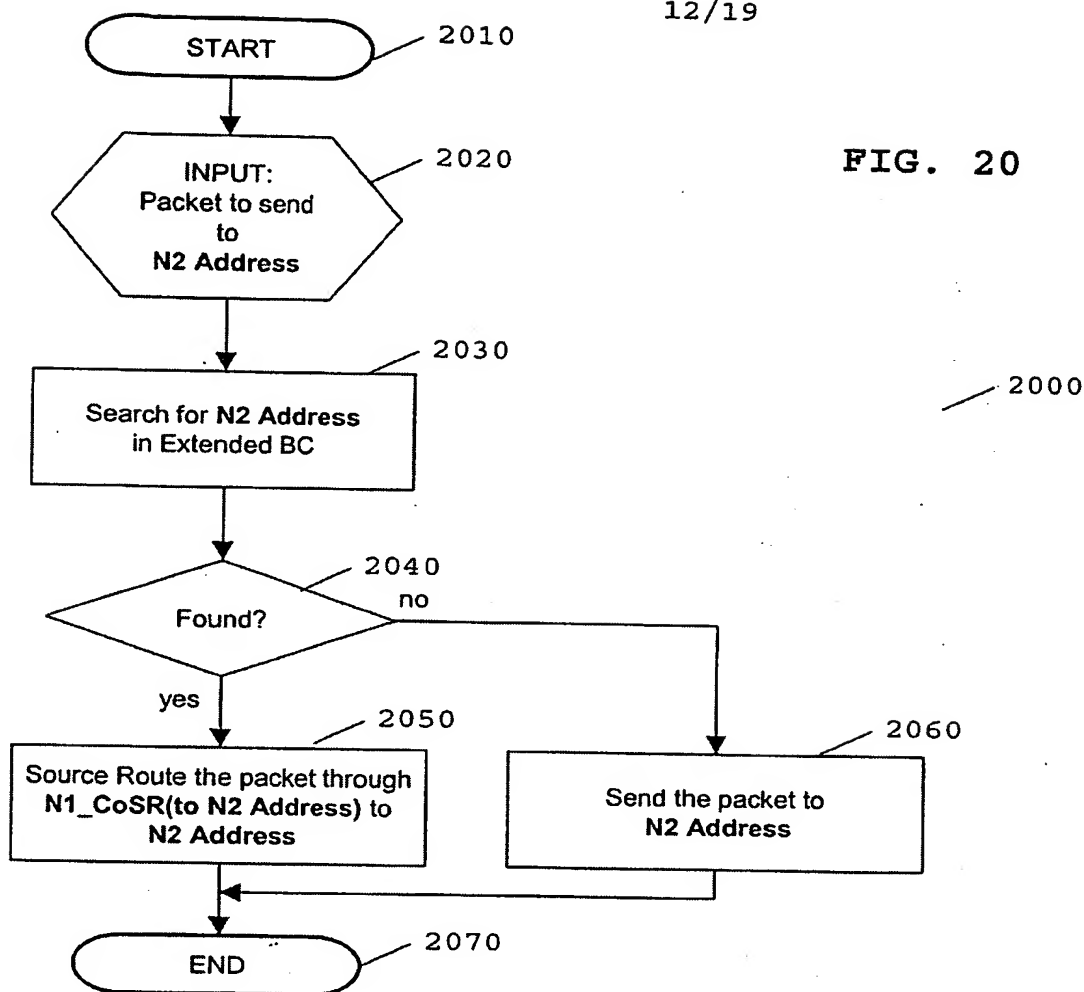 12/19
START
2010
FIG. 20
INPUT:
Packet to send
to
N2 Address
2020
2030
Search for N2 Address
in Extended BC
2000
2040
Found?
no
yes
2050
Source Route the packet through
N1_CoSR(to N2 Address) to
N2 Address
2060
Send the packet to
N2 Address
END
2070